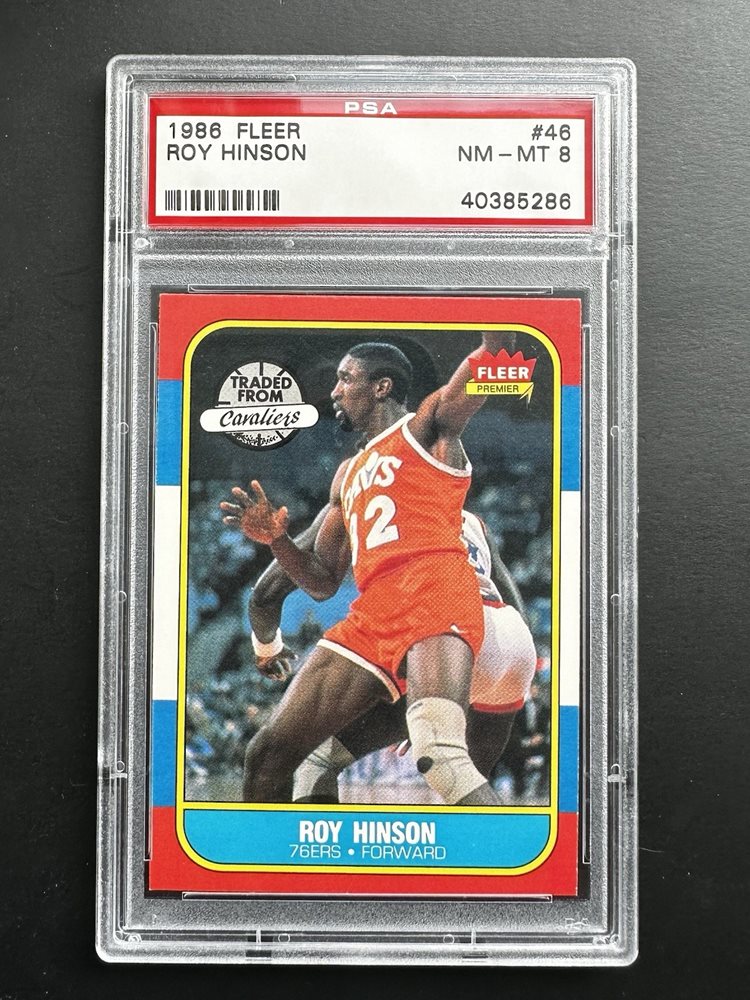 PSA
1986 FLEER #46
ROY HINSON NM - MT 8
40385286
TRADED
FROM
Cavaliers
FLEER
PREMIER
CAVS
32
ROY HINSON
76ERS • FORWARD